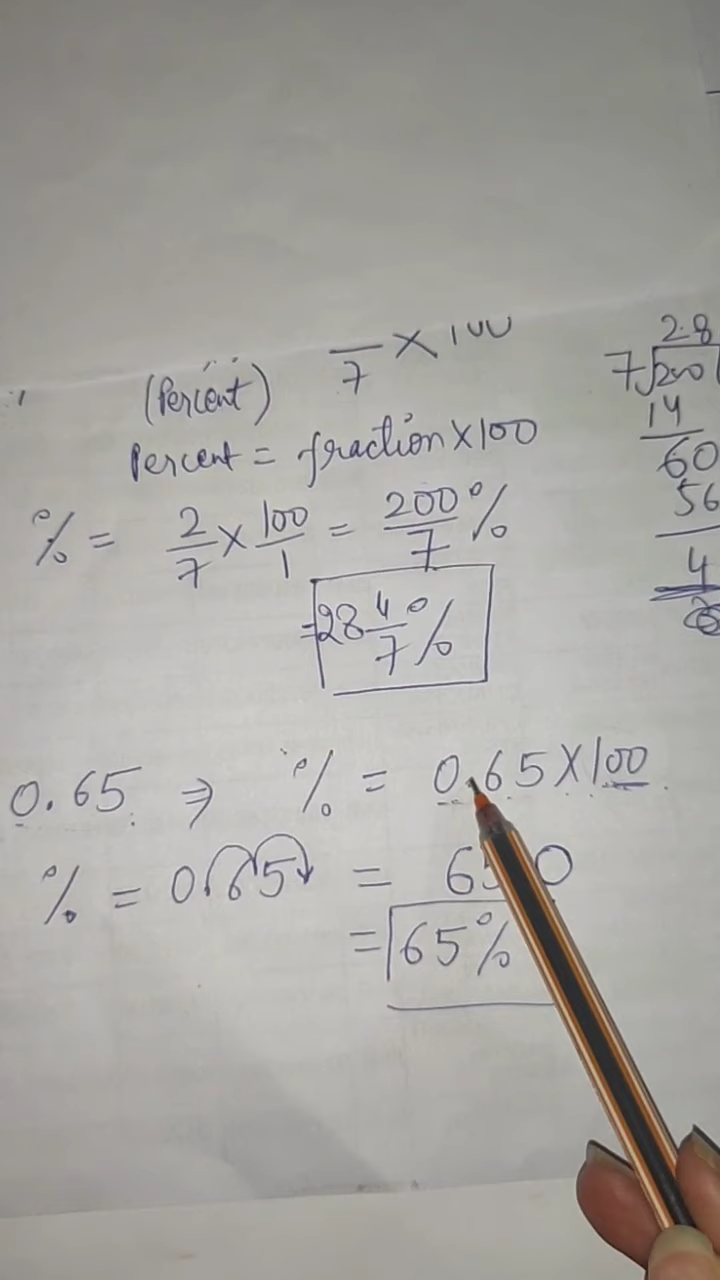 /7 × 100
(Percent)
Percent = fraction × 100
% = 2/7 × 100/1 = 200/7 %
= 28 4/7 %
2.8
7 200
14
60
56
4
0.65 ⇒ % = 0.65 × 100
% = 0.65 = 65.0
= 65%